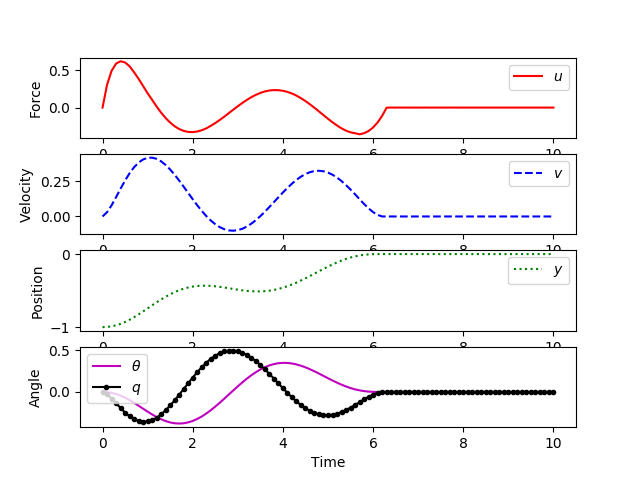 0.5
0.0
Force
u
0 2 4 6 8 10
0.25
0.00
Velocity
v
0 2 4 6 8 10
0
−1
Position
y
0 2 4 6 8 10
0.5
0.0
Angle
θ
q
0 2 4 6 8 10
Time